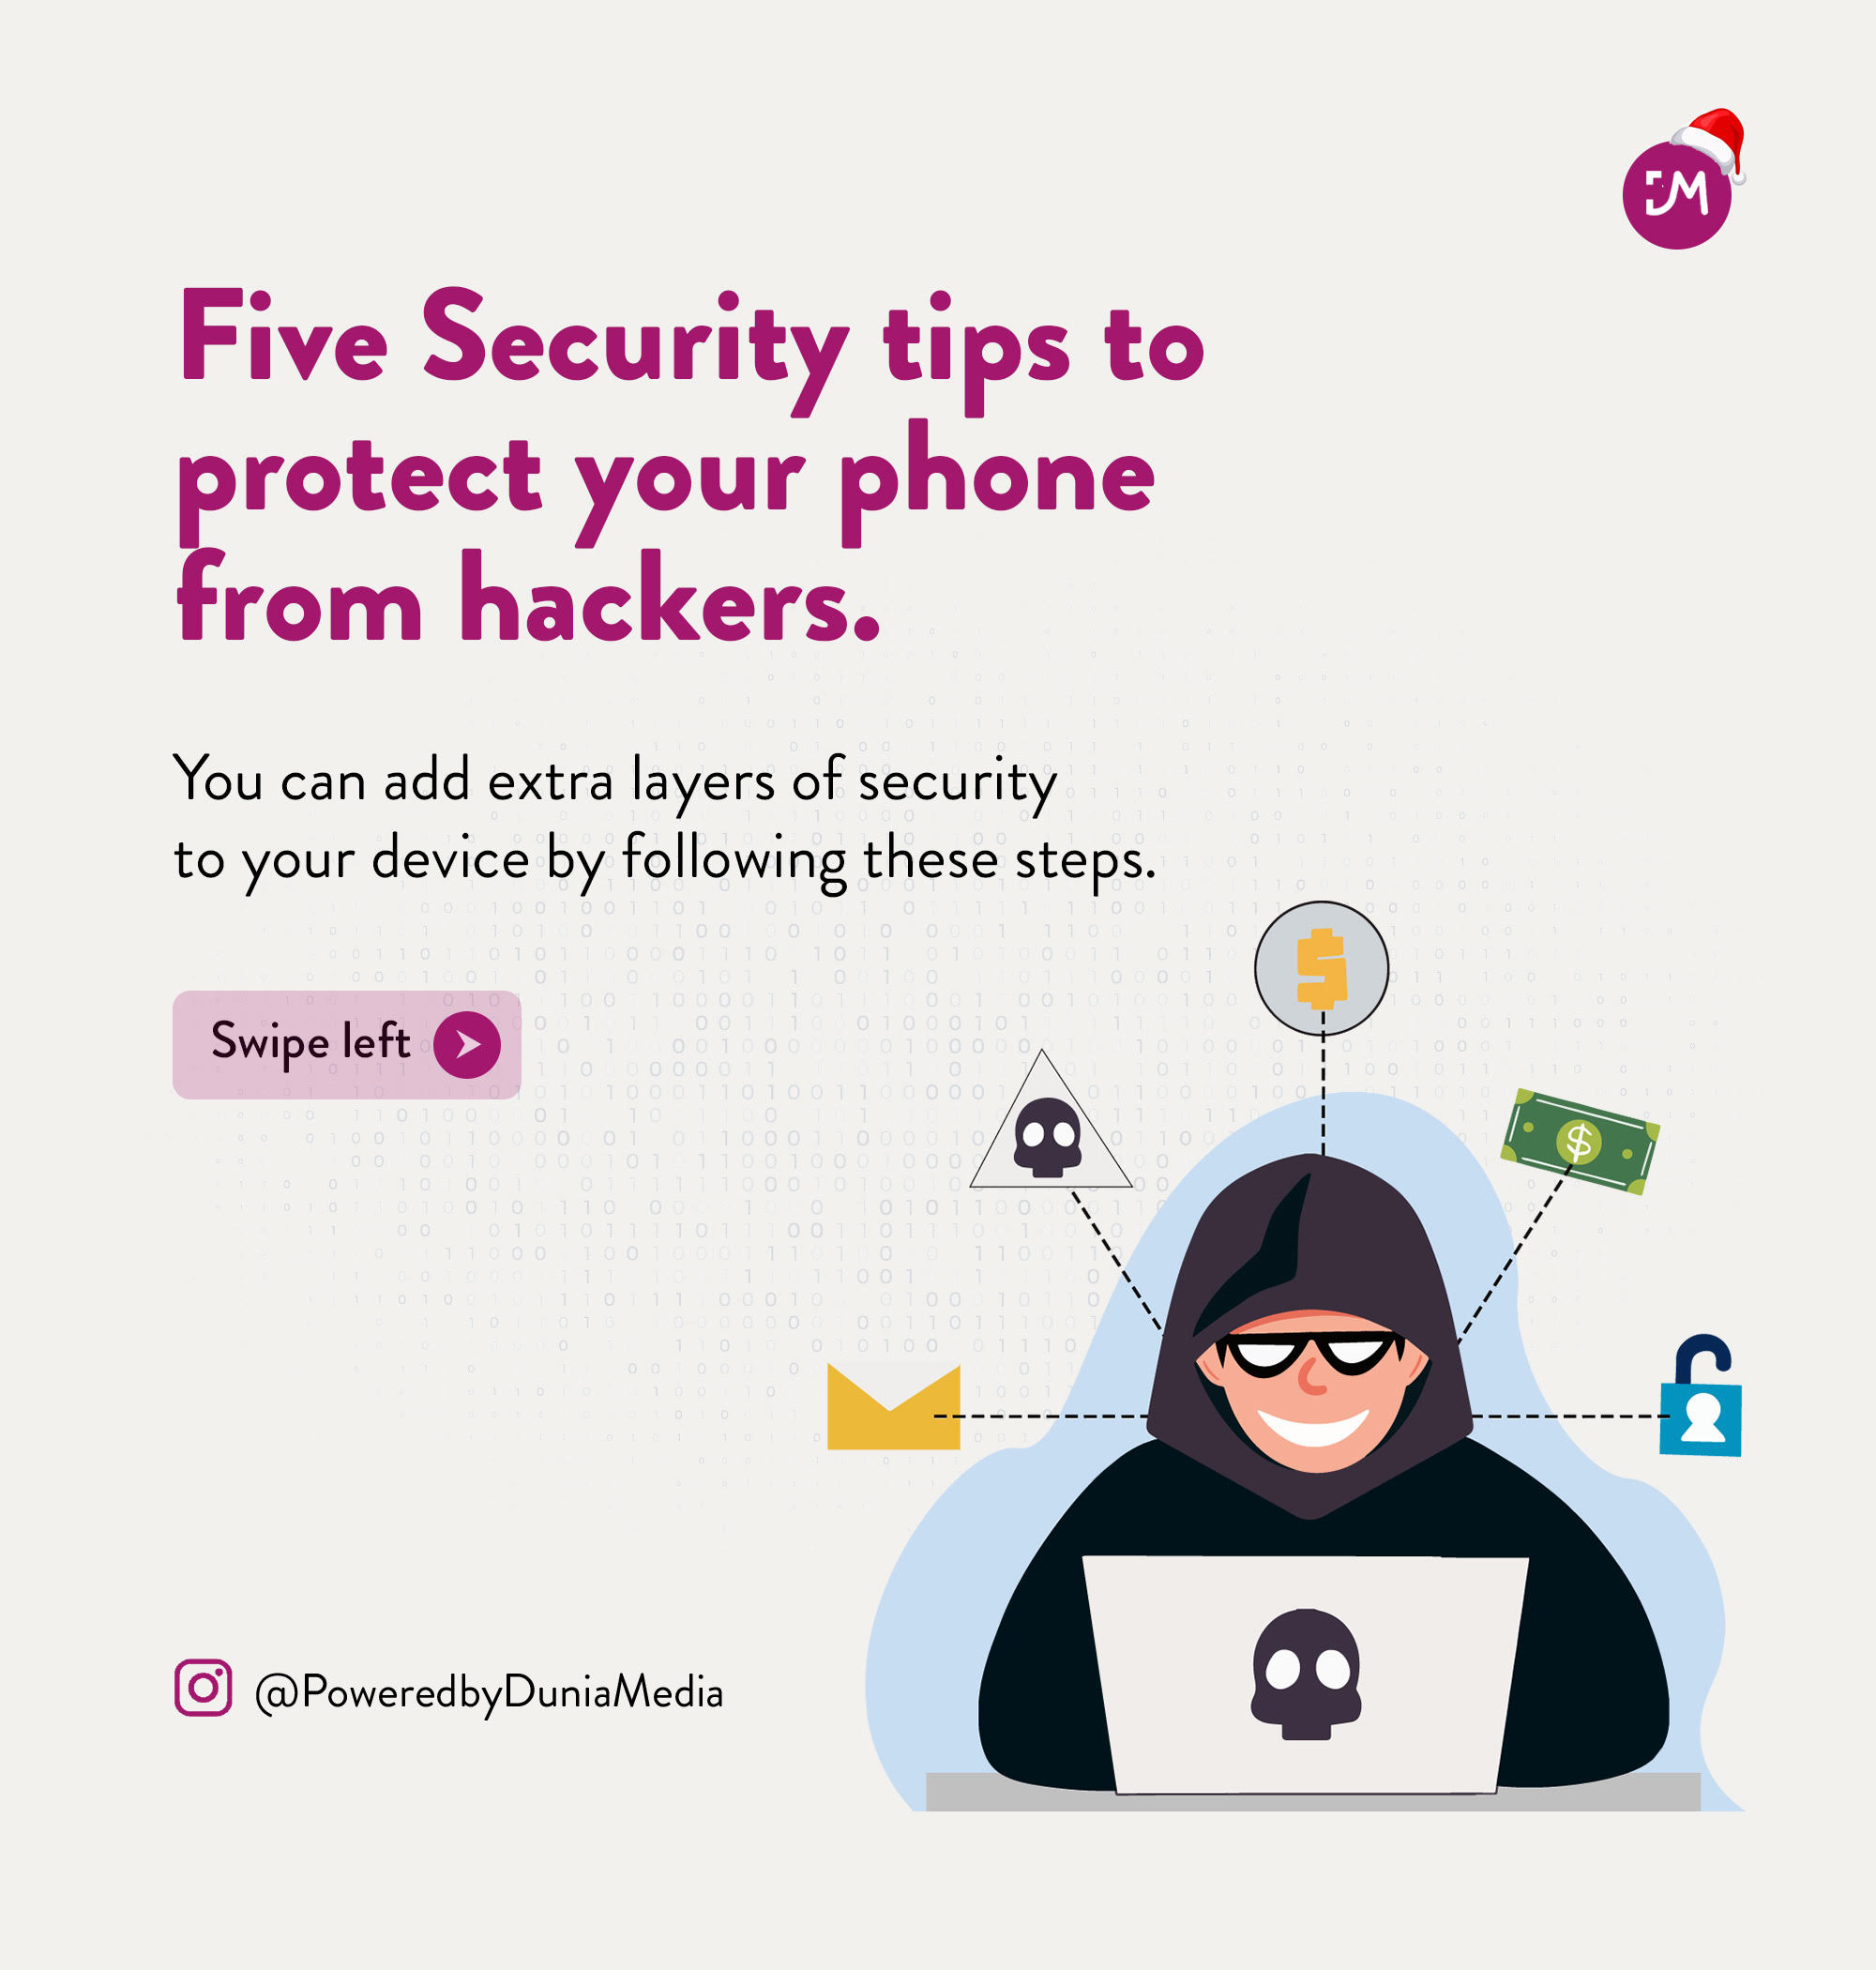 DM
Five Security tips to
protect your phone
from hackers.
You can add extra layers of security
to your device by following these steps.
Swipe left
@PoweredbyDuniaMedia